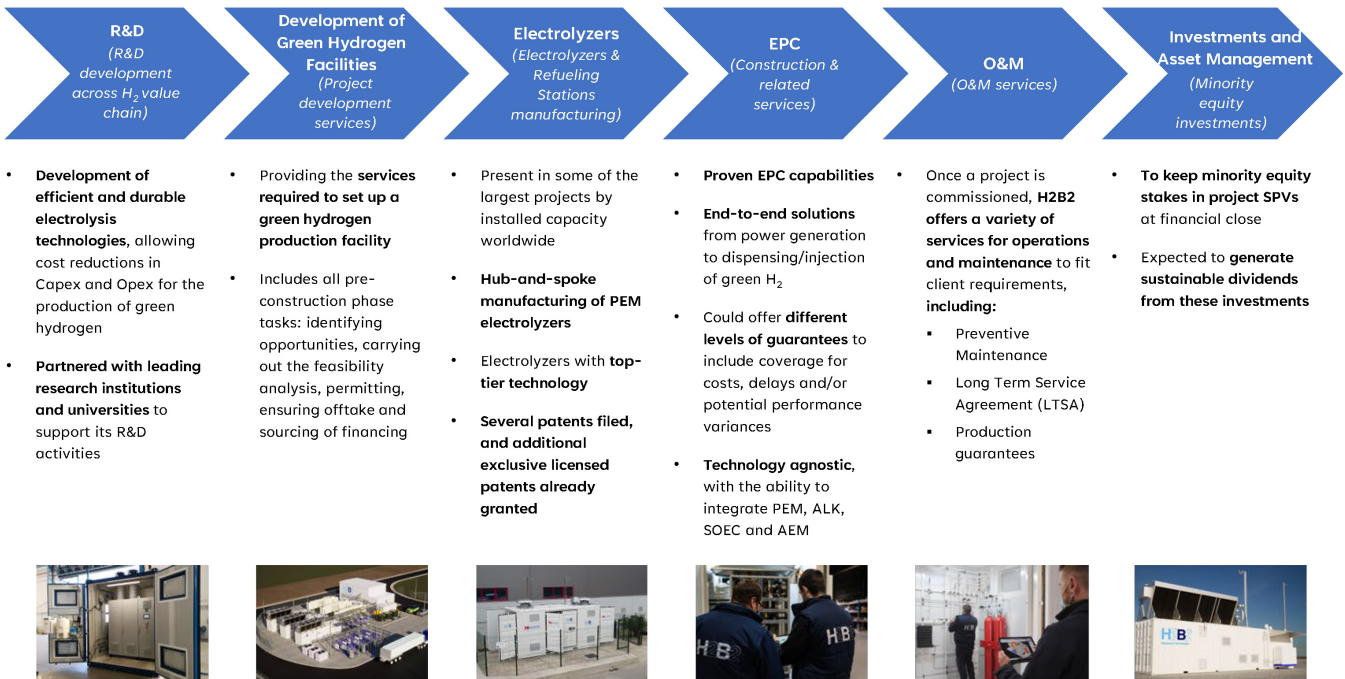 R&D
(R&D
development
across H2 value
chain)
Development of
Green Hydrogen
Facilities
(Project
development
services)
Electrolyzers
(Electrolyzers &
Refueling
Stations
manufacturing)
EPC
(Construction &
related
services)
O&M
(O&M services)
Investments and
Asset Management
(Minority
equity
investments)
• Development of
efficient and durable
electrolysis
technologies, allowing
cost reductions in
Capex and Opex for the
production of green
hydrogen
• Partnered with leading
research institutions
and universities to
support its R&D
activities
• Providing the services
required to set up a
green hydrogen
production facility
• Includes all pre-
construction phase
tasks: identifying
opportunities, carrying
out the feasibility
analysis, permitting,
ensuring offtake and
sourcing of financing
• Present in some of the
largest projects by
installed capacity
worldwide
• Hub-and-spoke
manufacturing of PEM
electrolyzers
• Electrolyzers with top-
tier technology
• Several patents filed,
and additional
exclusive licensed
patents already
granted
• Proven EPC capabilities
• End-to-end solutions
from power generation
to dispensing/injection
of green H2
• Could offer different
levels of guarantees to
include coverage for
costs, delays and/or
potential performance
variances
• Technology agnostic,
with the ability to
integrate PEM, ALK,
SOEC and AEM
• Once a project is
commissioned, H2B2
offers a variety of
services for operations
and maintenance to fit
client requirements,
including:
▪ Preventive
Maintenance
▪ Long Term Service
Agreement (LTSA)
▪ Production
guarantees
• To keep minority equity
stakes in project SPVs
at financial close
• Expected to generate
sustainable dividends
from these investments
H2B2
H2B2
H2B2